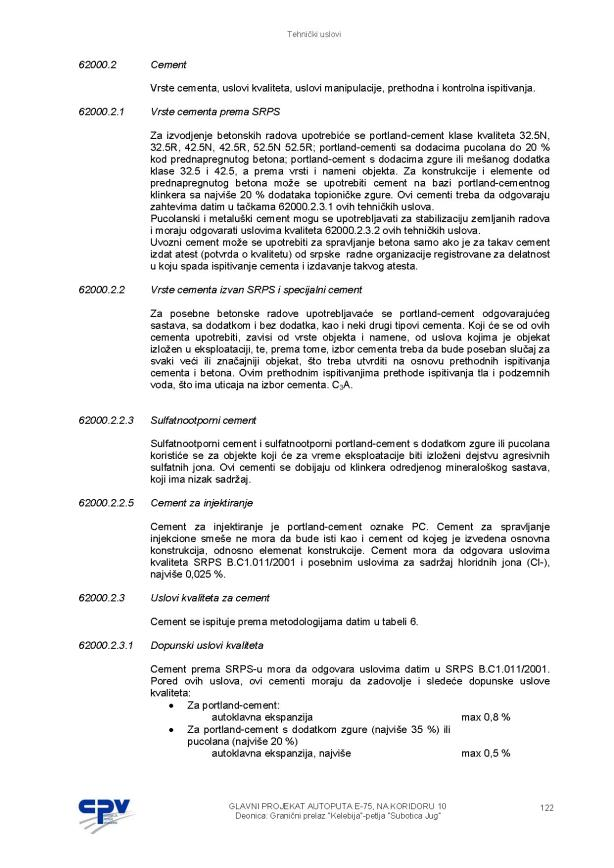 Tehnički uslovi
62000.2 Cement
Vrste cementa, uslovi kvaliteta, uslovi manipulacije, prethodna i kontrolna ispitivanja.
62000.2.1 Vrste cementa prema SRPS
Za izvodjenje betonskih radova upotrebiće se portland-cement klase kvaliteta 32.5N,
32.5R, 42.5N, 42.5R, 52.5N 52.5R; portland-cementi sa dodacima pucolana do 20 %
kod prednapregnutog betona; portland-cement s dodacima zgure ili mešanog dodatka
klase 32.5 i 42.5, a prema vrsti i nameni objekta. Za konstrukcije i elemente od
prednapregnutog betona može se upotrebiti cement na bazi portland-cementnog
klinkera sa najviše 20 % dodataka topioničke zgure. Ovi cementi treba da odgovaraju
zahtevima datim u tačkama 62000.2.3.1 ovih tehničkih uslova.
Pucolanski i metaluški cement mogu se upotrebljavati za stabilizaciju zemljanih radova
i moraju odgovarati uslovima kvaliteta 62000.2.3.2 ovih tehničkih uslova.
Uvozni cement može se upotrebiti za spravljanje betona samo ako je za takav cement
izdat atest (potvrda o kvalitetu) od srpske radne organizacije registrovane za delatnost
u koju spada ispitivanje cementa i izdavanje takvog atesta.
62000.2.2 Vrste cementa izvan SRPS i specijalni cement
Za posebne betonske radove upotrebljavaće se portland-cement odgovarajućeg
sastava, sa dodatkom i bez dodatka, kao i neki drugi tipovi cementa. Koji će se od ovih
cementa upotrebiti, zavisi od vrste objekta i namene, od uslova kojima je objekat
izložen u eksploataciji, te, prema tome, izbor cementa treba da bude poseban slučaj za
svaki veći ili značajniji objekat, što treba utvrditi na osnovu prethodnih ispitivanja
cementa i betona. Ovim prethodnim ispitivanjima prethode ispitivanja tla i podzemnih
voda, što ima uticaja na izbor cementa. C3A.
62000.2.2.3 Sulfatnootporni cement
Sulfatnootporni cement i sulfatnootporni portland-cement s dodatkom zgure ili pucolana
koristiće se za objekte koji će za vreme eksploatacije biti izloženi dejstvu agresivnih
sulfatnih jona. Ovi cementi se dobijaju od klinkera odredjenog mineraloškog sastava,
koji ima nizak sadržaj.
62000.2.2.5 Cement za injektiranje
Cement za injektiranje je portland-cement oznake PC. Cement za spravljanje
injekcione smeše ne mora da bude isti kao i cement od kojeg je izvedena osnovna
konstrukcija, odnosno elemenat konstrukcije. Cement mora da odgovara uslovima
kvaliteta SRPS B.C1.011/2001 i posebnim uslovima za sadržaj hloridnih jona (Cl-),
najviše 0,025 %.
62000.2.3 Uslovi kvaliteta za cement
Cement se ispituje prema metodologijama datim u tabeli 6.
62000.2.3.1 Dopunski uslovi kvaliteta
Cement prema SRPS-u mora da odgovara uslovima datim u SRPS B.C1.011/2001.
Pored ovih uslova, ovi cementi moraju da zadovolje i sledeće dopunske uslove
kvaliteta:
• Za portland-cement:
autoklavna ekspanzija max 0,8 %
• Za portland-cement s dodatkom zgure (najviše 35 %) ili
pucolana (najviše 20 %)
autoklavna ekspanzija, najviše max 0,5 %
CPV
GLAVNI PROJEKAT AUTOPUTA E-75, NA KORIDORU 10 122
Deonica: Granični prelaz "Kelebija"-petlja "Subotica Jug"